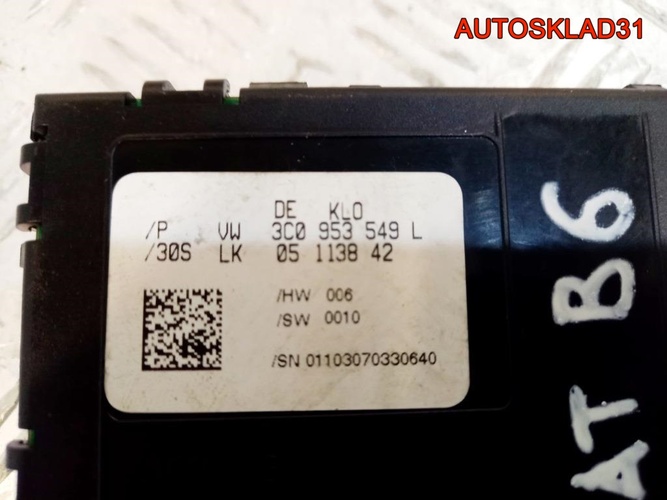 AUTOSKLAD31
DE KLO
/P VW 3C0 953 549 L
/30S LK 05 1138 42
/HW 006
/SW 0010
/SN 01103070330640
AT B6